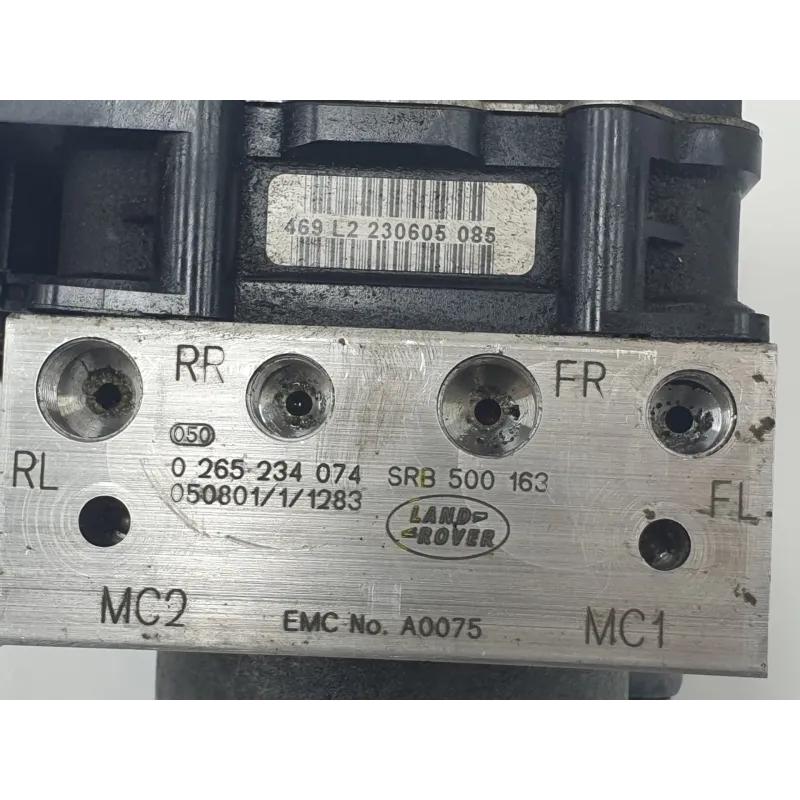 469 L2 230605 085
RR
FR
050
RL
0 265 234 074 SRB 500 163
050801/1/1283
FL
LAND
ROVER
MC2
EMC No. A0075
MC1